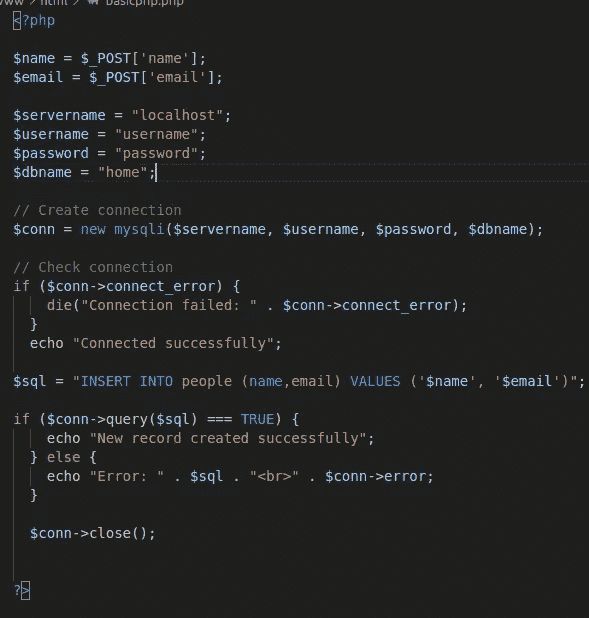 www / html / basicphp.php
<?php
$name = $_POST['name'];
$email = $_POST['email'];
$servername = "localhost";
$username = "username";
$password = "password";
$dbname = "home";
// Create connection
$conn = new mysqli($servername, $username, $password, $dbname);
// Check connection
if ($conn->connect_error) {
die("Connection failed: " . $conn->connect_error);
}
echo "Connected successfully";
$sql = "INSERT INTO people (name,email) VALUES ('$name', '$email')";
if ($conn->query($sql) === TRUE) {
echo "New record created successfully";
} else {
echo "Error: " . $sql . "<br>" . $conn->error;
}
$conn->close();
?>